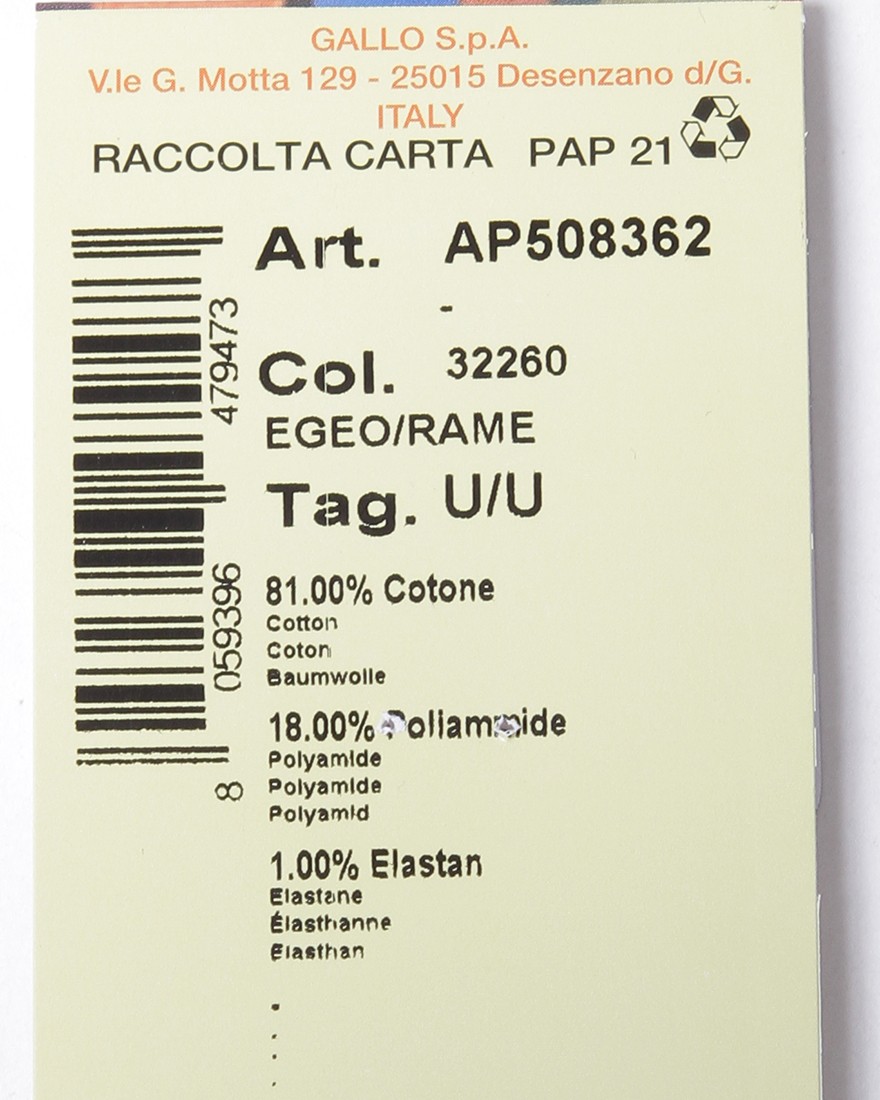 GALLO S.p.A.
V.le G. Motta 129 - 25015 Desenzano d/G.
ITALY
RACCOLTA CARTA PAP 21
Art. AP508362
-
Col. 32260
EGEO/RAME
Tag. U/U
81.00% Cotone
Cotton
Coton
Baumwolle
18.00% Poliammide
Polyamide
Polyamide
Polyamid
1.00% Elastan
Elastane
Élasthanne
Elasthan
8 059396 479473